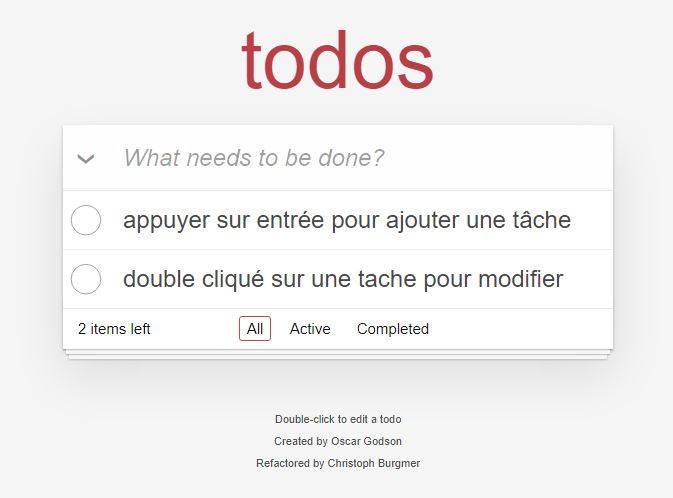 todos
What needs to be done?
appuyer sur entrée pour ajouter une tâche
double cliqué sur une tache pour modifier
2 items left All Active Completed
Double-click to edit a todo
Created by Oscar Godson
Refactored by Christoph Burgmer